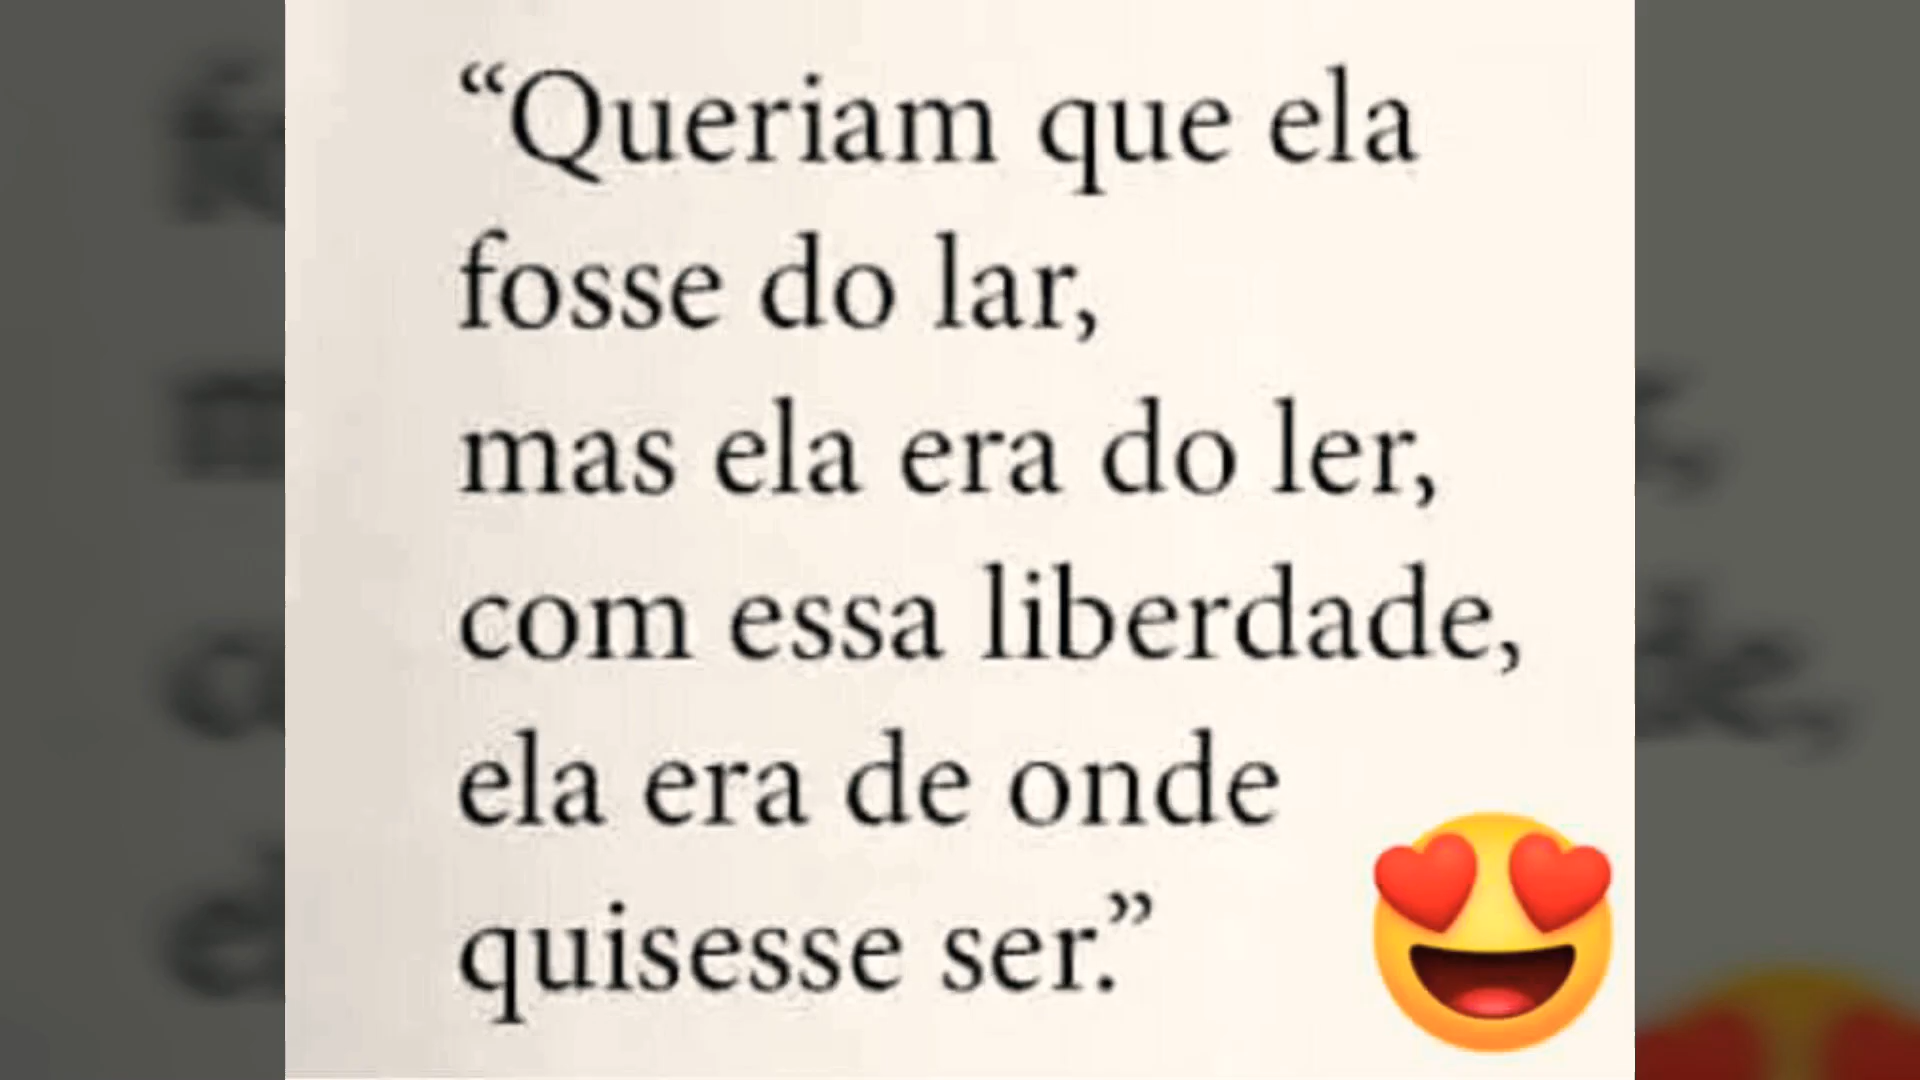 “Queriam que ela
fosse do lar,
mas ela era do ler,
com essa liberdade,
ela era de onde
quisesse ser.”